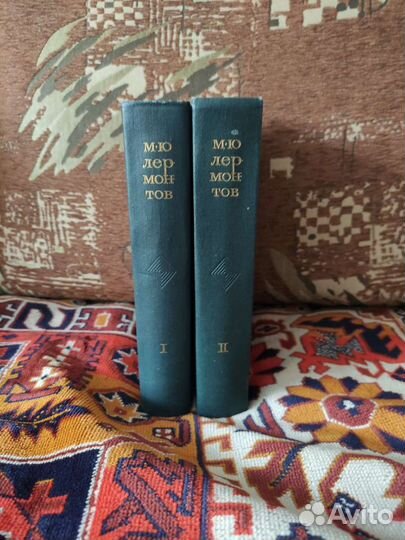 М·Ю
лер·
мон·
тов
I
М·Ю
лер·
мон·
тов
II
Avito